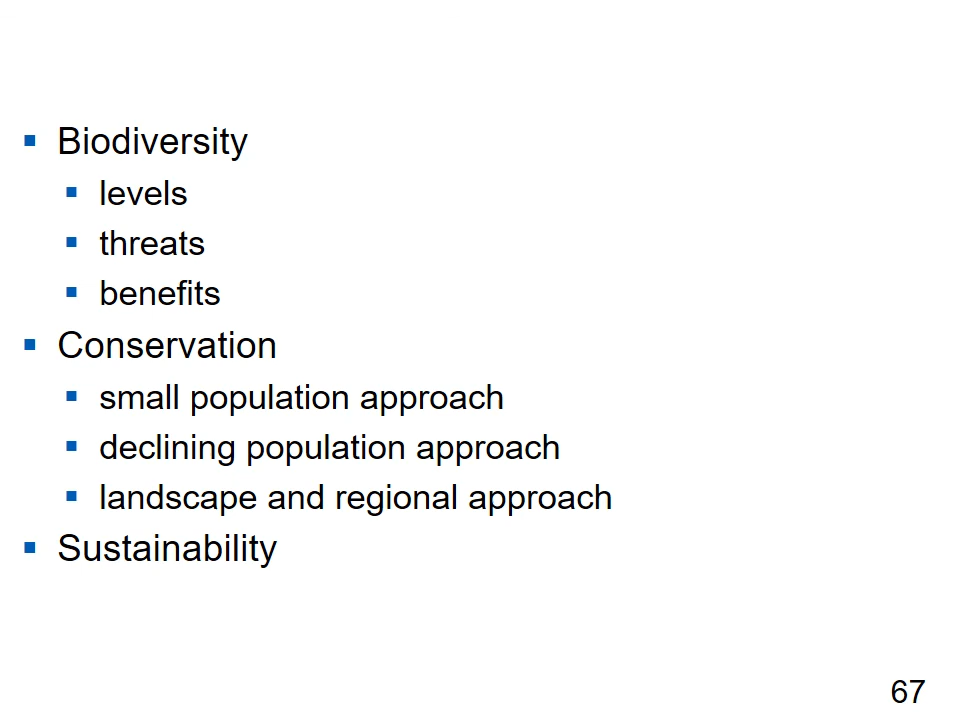 Biodiversity
levels
threats
benefits
Conservation
small population approach
declining population approach
landscape and regional approach
Sustainability
67